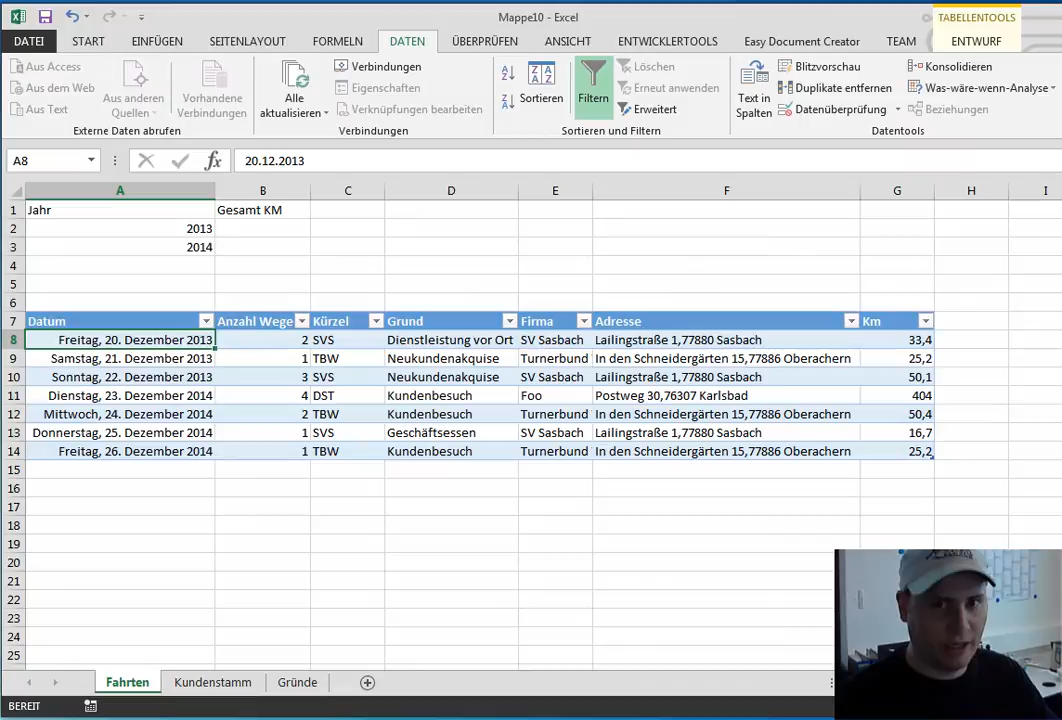 Mappe10 - Excel
TABELLENTOOLS
DATEI START EINFÜGEN SEITENLAYOUT FORMELN DATEN ÜBERPRÜFEN ANSICHT ENTWICKLERTOOLS Easy Document Creator TEAM ENTWURF
Aus Access
Aus dem Web
Aus Text
Aus anderen
Quellen
Vorhandene
Verbindungen
Externe Daten abrufen
Alle
aktualisieren
Verbindungen
Eigenschaften
Verknüpfungen bearbeiten
Verbindungen
Sortieren
Filtern
Löschen
Erneut anwenden
Erweitert
Sortieren und Filtern
Text in
Spalten
Blitzvorschau
Duplikate entfernen
Datenüberprüfung
Konsolidieren
Was-wäre-wenn-Analyse
Beziehungen
Datentools
A8 fx 20.12.2013
A B C D E F G H I
1 Jahr Gesamt KM
2 2013
3 2014
4
5
6
7 Datum Anzahl Wege Kürzel Grund Firma Adresse Km
8 Freitag, 20. Dezember 2013 2 SVS Dienstleistung vor Ort SV Sasbach Lailingstraße 1,77880 Sasbach 33,4
9 Samstag, 21. Dezember 2013 1 TBW Neukundenakquise Turnerbund In den Schneidergärten 15,77886 Oberachern 25,2
10 Sonntag, 22. Dezember 2013 3 SVS Neukundenakquise SV Sasbach Lailingstraße 1,77880 Sasbach 50,1
11 Dienstag, 23. Dezember 2014 4 DST Kundenbesuch Foo Postweg 30,76307 Karlsbad 404
12 Mittwoch, 24. Dezember 2014 2 TBW Kundenbesuch Turnerbund In den Schneidergärten 15,77886 Oberachern 50,4
13 Donnerstag, 25. Dezember 2014 1 SVS Geschäftsessen SV Sasbach Lailingstraße 1,77880 Sasbach 16,7
14 Freitag, 26. Dezember 2014 1 TBW Kundenbesuch Turnerbund In den Schneidergärten 15,77886 Oberachern 25,2
15
16
17
18
19
20
21
22
23
24
25
Fahrten Kundenstamm Gründe
BEREIT